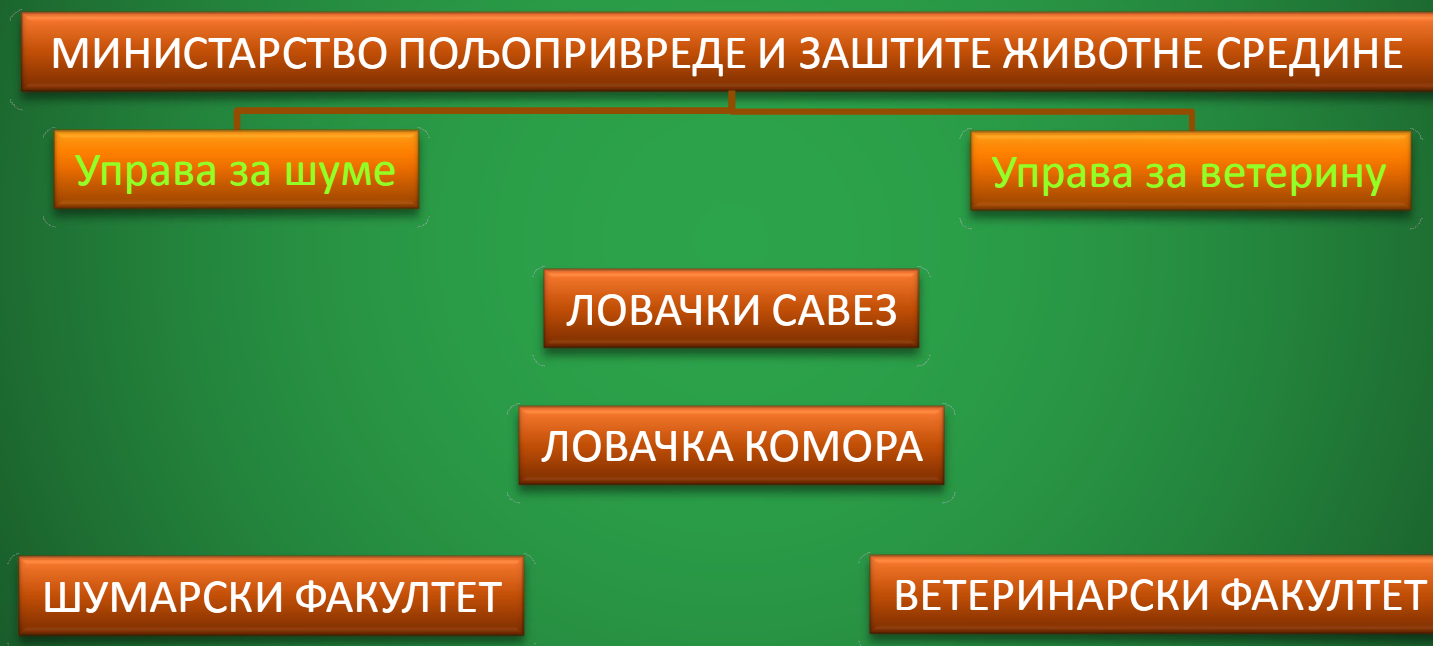 МИНИСТАРСТВО ПОЉОПРИВРЕДЕ И ЗАШТИТЕ ЖИВОТНЕ СРЕДИНЕ
Управа за шуме
Управа за ветерину
ЛОВАЧКИ САВЕЗ
ЛОВАЧКА КОМОРА
ШУМАРСКИ ФАКУЛТЕТ
ВЕТЕРИНАРСКИ ФАКУЛТЕТ